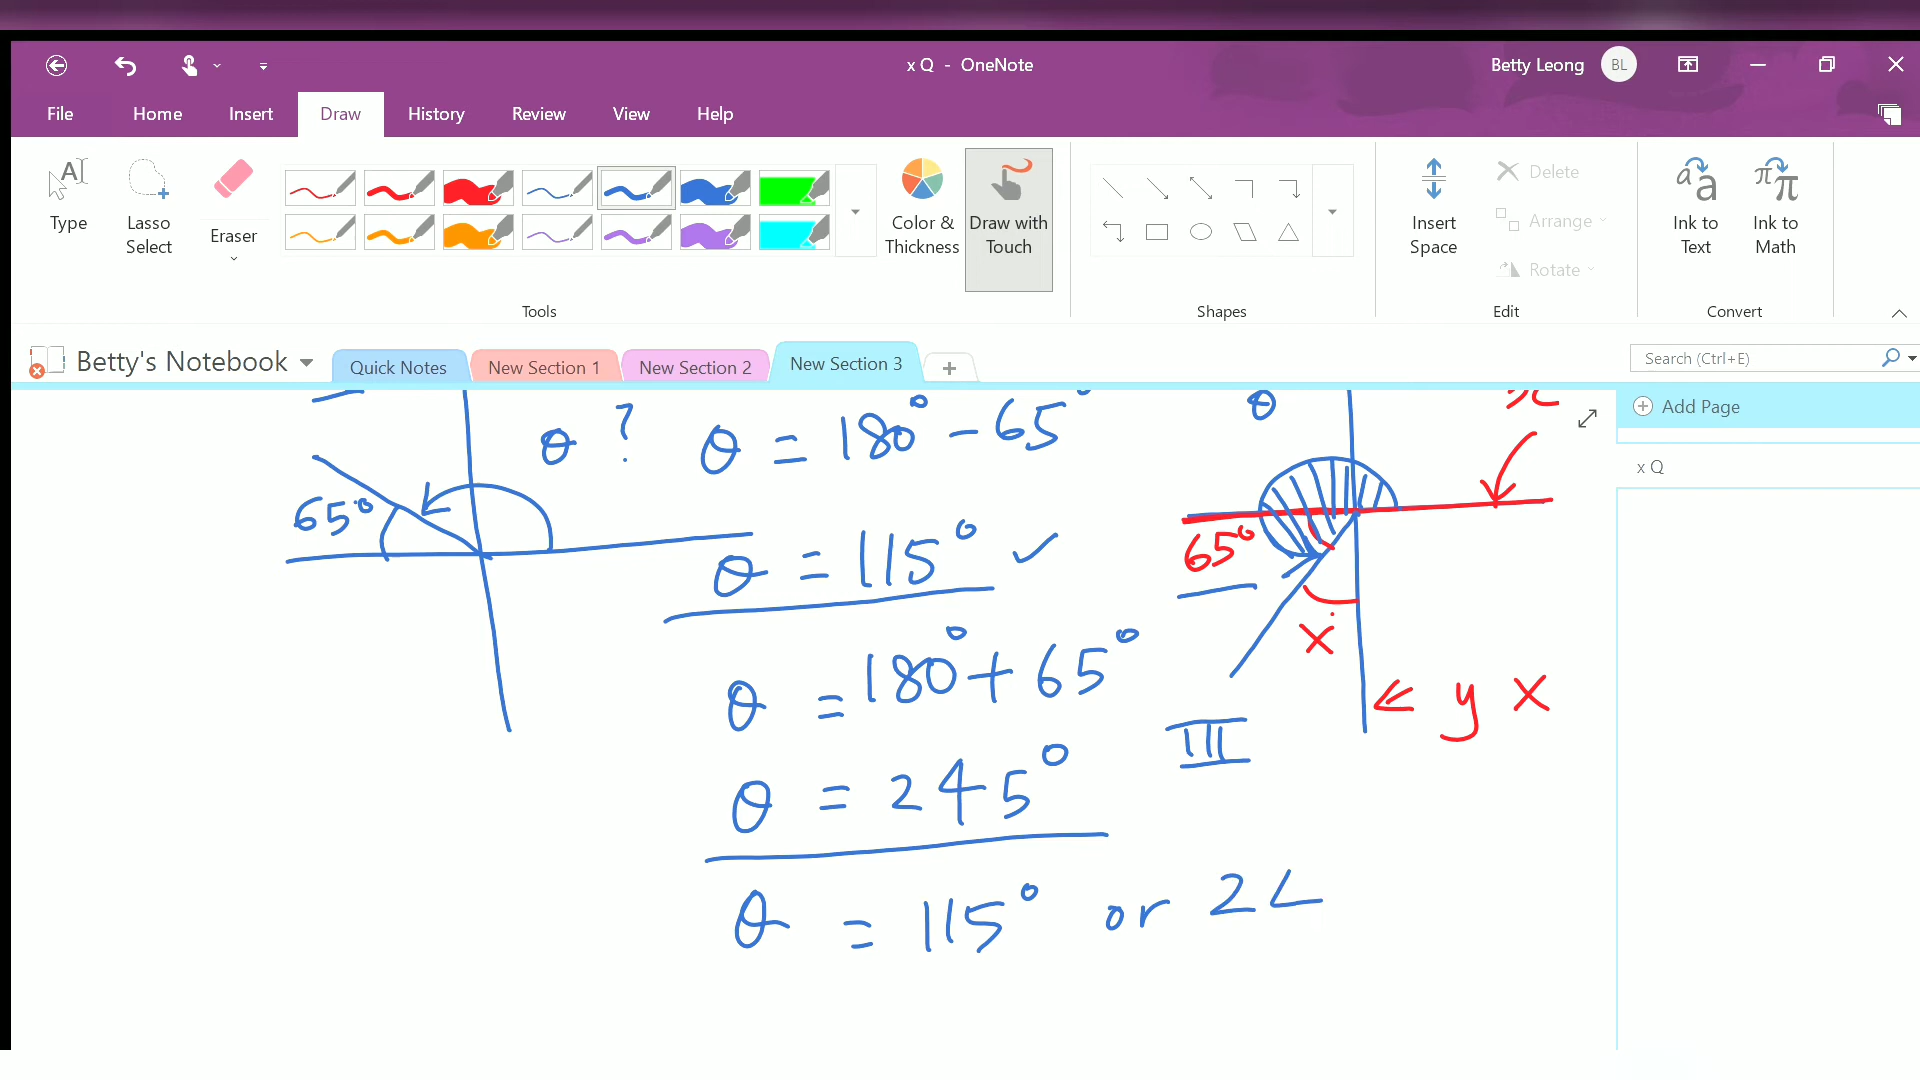 x Q - OneNote
Betty Leong
BL
File Home Insert Draw History Review View Help
Type
Lasso Select
Eraser
Color & Thickness
Draw with Touch
Insert Space
Delete
Arrange
Rotate
Ink to Text
Ink to Math
Tools
Shapes
Edit
Convert
Betty's Notebook
Quick Notes
New Section 1
New Section 2
New Section 3
Search (Ctrl+E)
Add Page
x Q
θ ? θ = 180° - 65°
65°
θ = 115° ✓
θ = 180° + 65°
θ = 245°
θ = 115° or 2
θ
65°
x
III
y x